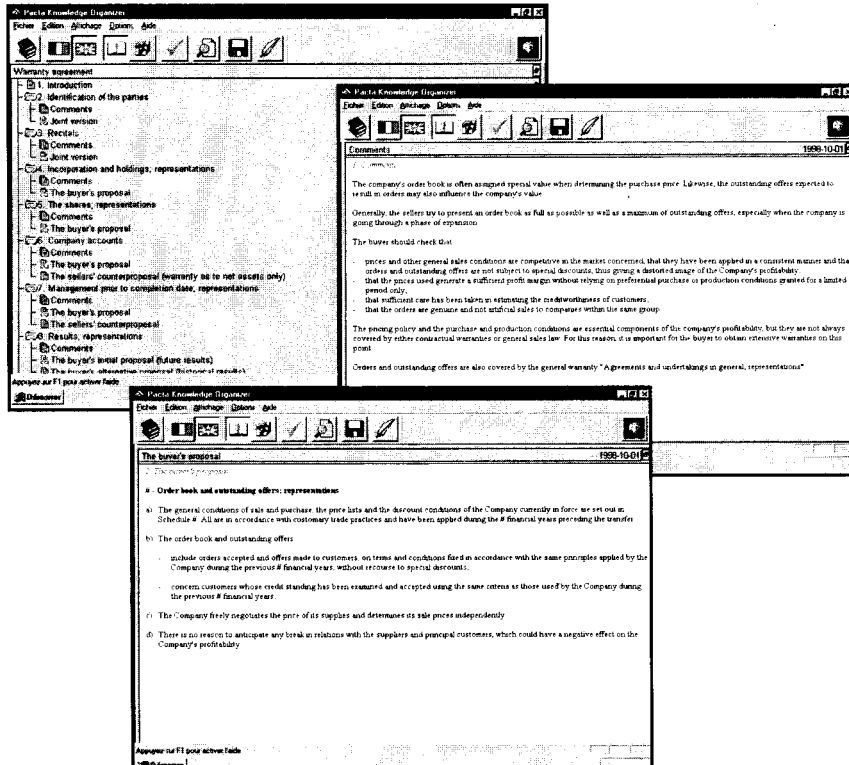 Pacta Knowledge Organizer
Fichier Edition Affichage Options Aide
Warranty agreement
1. Introduction
2. Identification of the parties
Comments
Joint version
3. Recitals
Comments
Joint version
4. Incorporation and holdings; representations
Comments
The buyer's proposal
5. The shares; representations
Comments
The buyer's proposal
6. Company accounts
Comments
The buyer's proposal
The sellers' counterproposal (warranty as to net assets only)
7. Management prior to completion date; representations
Comments
The buyer's proposal
The sellers' counterproposal
8. Results, representations
Comments
The buyer's initial proposal (future results)
The buyer's alternative proposal (historical results)
Appuyez sur F1 pour activer l'aide
Démarrer
Pacta Knowledge Organizer
Fichier Edition Affichage Options Aide
Comments 1998-10-01
Comments
The company's order book is often assigned special value when determining the purchase price. Likewise, the outstanding offers expected to
result in orders may also influence the company's value
Generally, the sellers try to present an order book as full as possible as well as a maximum of outstanding offers, especially when the company is
going through a phase of expansion
The buyer should check that
- prices and other general sales conditions are competitive in the market concerned, that they have been applied in a consistent manner and tha
orders and outstanding offers are not subject to special discounts, thus giving a distorted image of the Company's profitability,
- that the prices used generate a sufficient profit margin without relying on preferential purchase or production conditions granted for a limited
period only,
- that sufficient care has been taken in estimating the creditworthiness of customers,
- that the orders are genuine and not artificial sales to companies within the same group
The pricing policy and the purchase and production conditions are essential components of the company's profitability, but they are not always
covered by either contractual warranties or general sales law. For this reason, it is important for the buyer to obtain extensive warranties on this
point
Orders and outstanding offers are also covered by the general warranty "Agreements and undertakings in general, representations"
Pacta Knowledge Organizer
Fichier Edition Affichage Options Aide
The buyer's proposal 1998-10-01
2. The buyer's proposal
# - Order book and outstanding offers; representations
a) The general conditions of sale and purchase, the price lists and the discount conditions of the Company currently in force are set out in
Schedule #. All are in accordance with customary trade practices and have been applied during the # financial years preceding the transfer
b) The order book and outstanding offers
- include orders accepted and offers made to customers, on terms and conditions fixed in accordance with the same principles applied by the
Company during the previous # financial years, without recourse to special discounts,
- concern customers whose credit standing has been examined and accepted using the same criteria as those used by the Company during
the previous # financial years.
c) The Company freely negotiates the price of its supplies and determines its sale prices independently
d) There is no reason to anticipate any break in relations with the suppliers and principal customers, which could have a negative effect on the
Company's profitability
Appuyez sur F1 pour activer l'aide